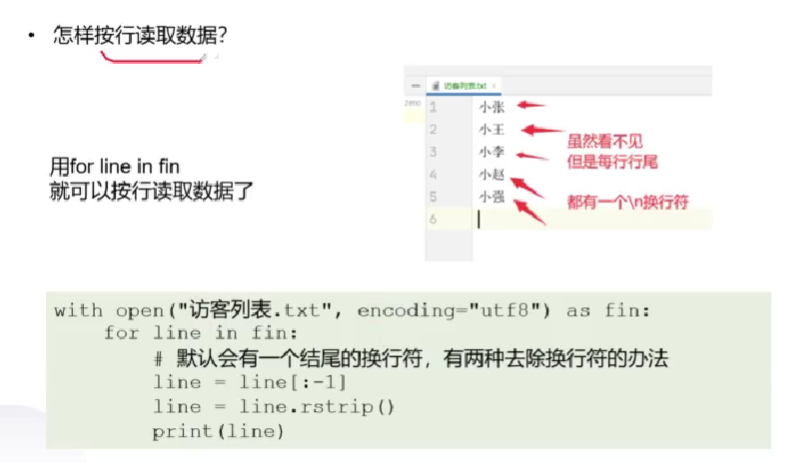 • 怎样按行读取数据?
用for line in fin
就可以按行读取数据了
访客列表.txt ×
1 小张
2 小王
3 小李
4 小赵
5 小强
6
虽然看不见
但是每行行尾
都有一个\n换行符
with open("访客列表.txt", encoding="utf8") as fin:
    for line in fin:
        # 默认会有一个结尾的换行符，有两种去除换行符的办法
        line = line[:-1]
        line = line.rstrip()
        print(line)